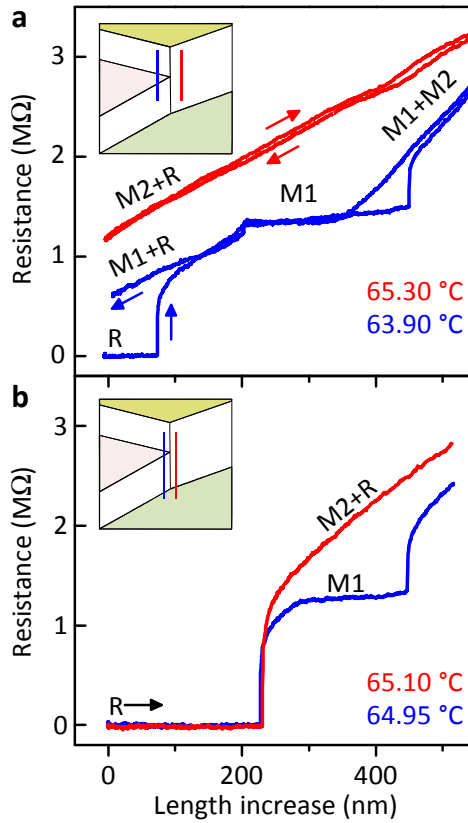 a
3
2
1
0
Resistance (MΩ)
M2+R
M1+R
R
M1
M1+M2
65.30 °C
63.90 °C
b
3
2
1
0
Resistance (MΩ)
M2+R
M1
R
65.10 °C
64.95 °C
0 200 400
Length increase (nm)